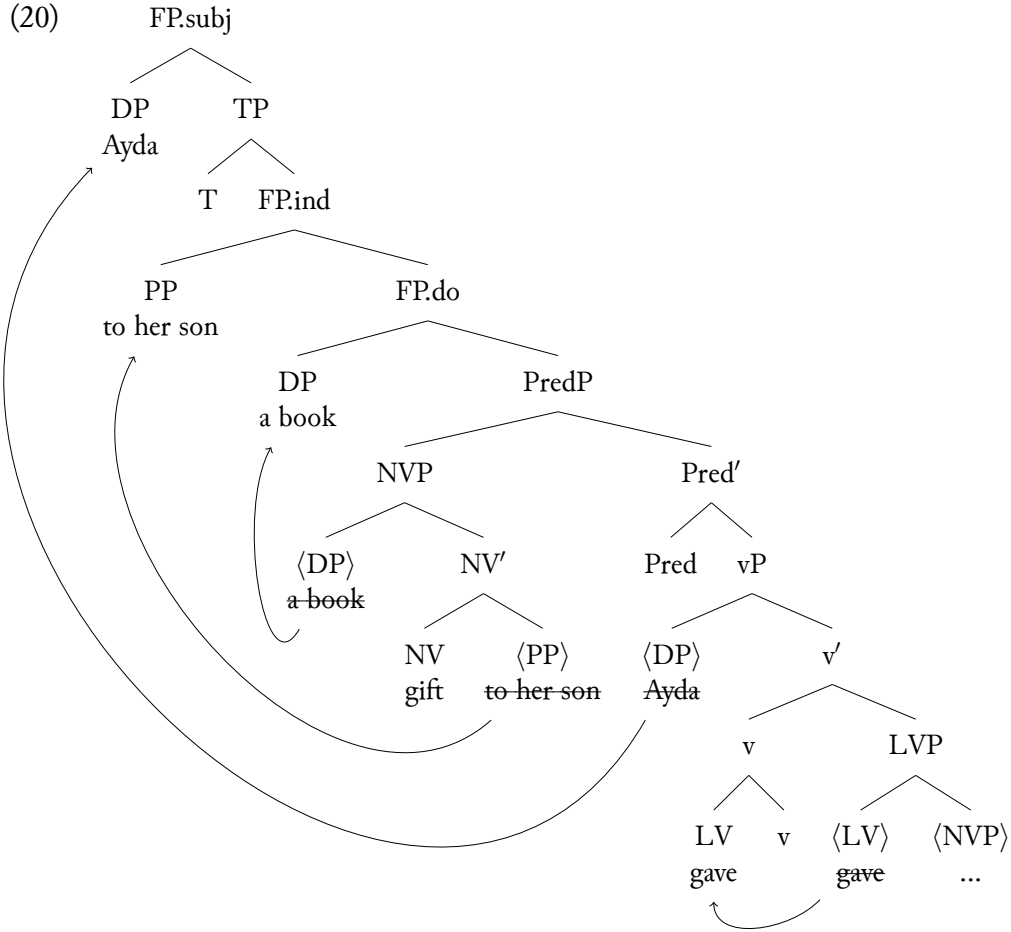 (20) FP.subj
DP TP
Ayda
T FP.ind
PP FP.do
to her son
DP PredP
a book
NVP Pred′
⟨DP⟩ NV′ Pred vP
a book
NV ⟨PP⟩ ⟨DP⟩ v′
gift to her son Ayda
v LVP
LV v ⟨LV⟩ ⟨NVP⟩
gave gave ...